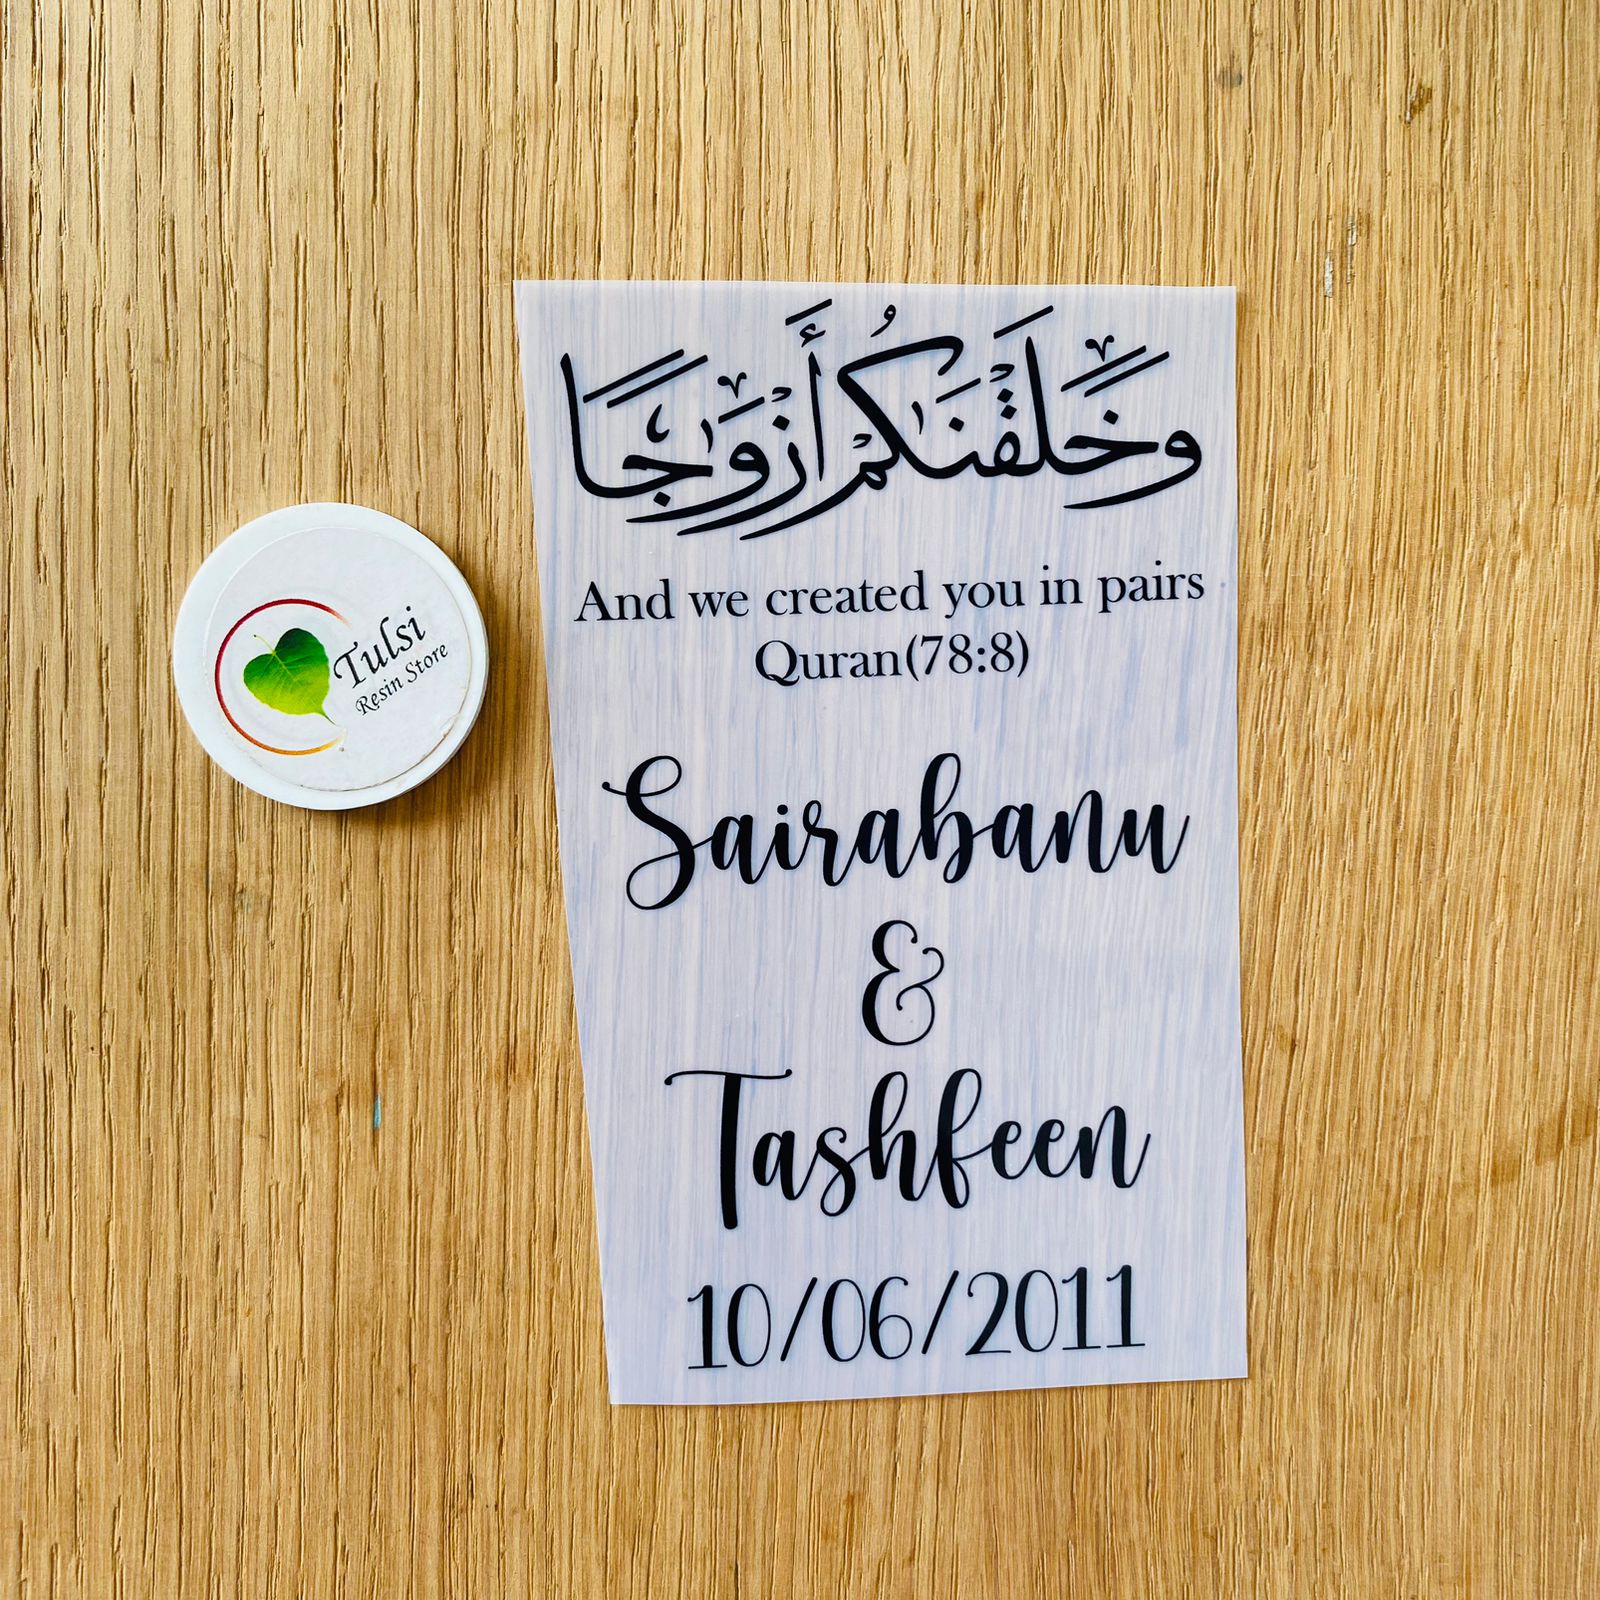 وَخَلَقْنَٰكُمْ أَزْوَٰجًا
And we created you in pairs
Quran(78:8)
Sairabanu
&
Tashfeen
10/06/2011
Tulsi
Resin Store